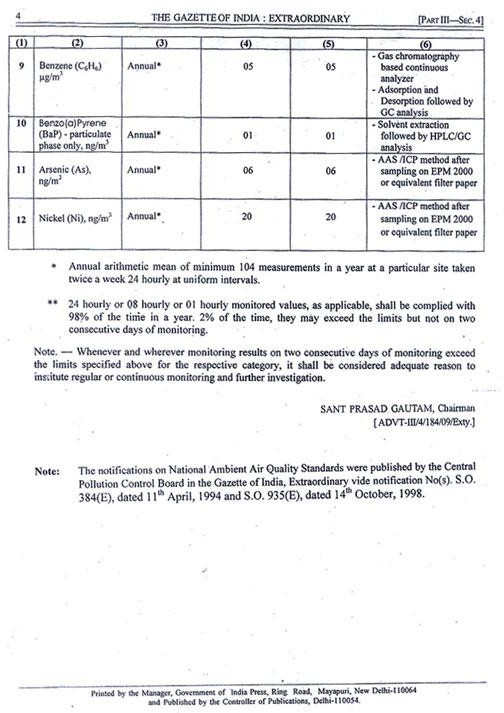 4 THE GAZETTE OF INDIA : EXTRAORDINARY [PART III—SEC. 4]
(1) (2) (3) (4) (5) (6)
9 Benzene (C6H6) Annual* 05 05 - Gas chromatography
µg/m3 based continuous
analyzer
- Adsorption and
Desorption followed by
GC analysis
10 Benzo(α)Pyrene Annual* 01 01 - Solvent extraction
(BaP) - particulate followed by HPLC/GC
phase only, ng/m3 analysis
11 Arsenic (As), Annual* 06 06 - AAS /ICP method after
ng/m3 sampling on EPM 2000
or equivalent filter paper
12 Nickel (Ni), ng/m3 Annual* 20 20 - AAS /ICP method after
sampling on EPM 2000
or equivalent filter paper
* Annual arithmetic mean of minimum 104 measurements in a year at a particular site taken
twice a week 24 hourly at uniform intervals.
** 24 hourly or 08 hourly or 01 hourly monitored values, as applicable, shall be complied with
98% of the time in a year. 2% of the time, they may exceed the limits but not on two
consecutive days of monitoring.
Note. — Whenever and wherever monitoring results on two consecutive days of monitoring exceed
the limits specified above for the respective category, it shall be considered adequate reason to
institute regular or continuous monitoring and further investigation.
SANT PRASAD GAUTAM, Chairman
[ADVT-III/4/184/09/Exty.]
Note: The notifications on National Ambient Air Quality Standards were published by the Central
Pollution Control Board in the Gazette of India, Extraordinary vide notification No(s). S.O.
384(E), dated 11th April, 1994 and S.O. 935(E), dated 14th October, 1998.
Printed by the Manager, Government of India Press, Ring Road, Mayapuri, New Delhi-110064
and Published by the Controller of Publications, Delhi-110054.